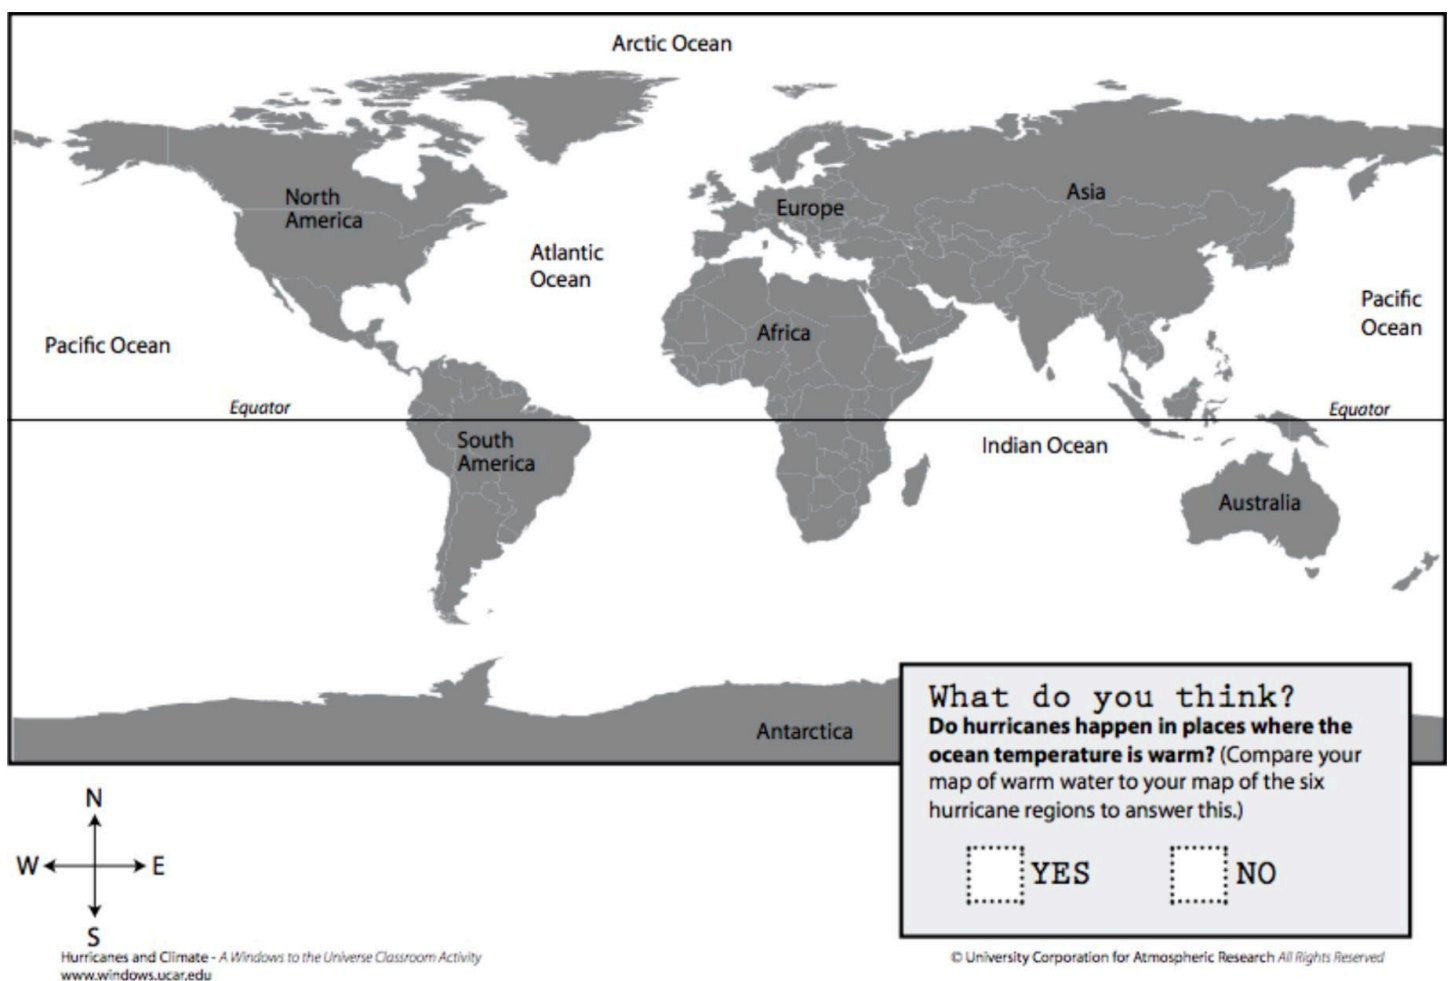 Arctic Ocean
North
America
Europe
Asia
Atlantic
Ocean
Pacific
Ocean
Africa
Pacific Ocean
Equator
Equator
South
America
Indian Ocean
Australia
Antarctica
What do you think?
Do hurricanes happen in places where the
ocean temperature is warm? (Compare your
map of warm water to your map of the six
hurricane regions to answer this.)
YES
NO
N
W
E
S
Hurricanes and Climate - A Windows to the Universe Classroom Activity
www.windows.ucar.edu
© University Corporation for Atmospheric Research All Rights Reserved